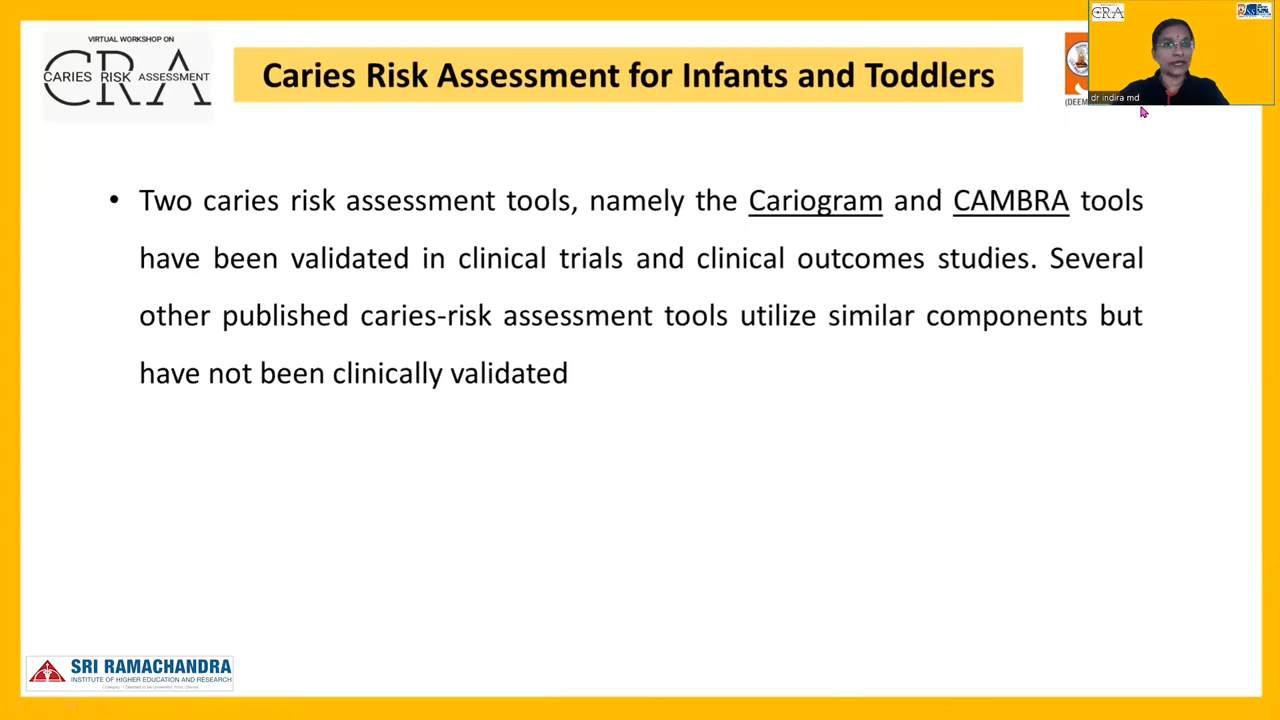 VIRTUAL WORKSHOP ON
CRA
CARIES RISK ASSESSMENT
Caries Risk Assessment for Infants and Toddlers
CRA
dr indira md
(DEEM
• Two caries risk assessment tools, namely the Cariogram and CAMBRA tools
have been validated in clinical trials and clinical outcomes studies. Several
other published caries-risk assessment tools utilize similar components but
have not been clinically validated
SRI RAMACHANDRA
INSTITUTE OF HIGHER EDUCATION AND RESEARCH